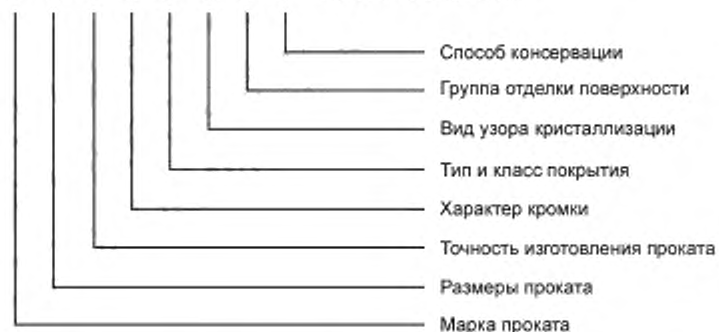 Способ консервации
Группа отделки поверхности
Вид узора кристаллизации
Тип и класс покрытия
Характер кромки
Точность изготовления проката
Размеры проката
Марка проката